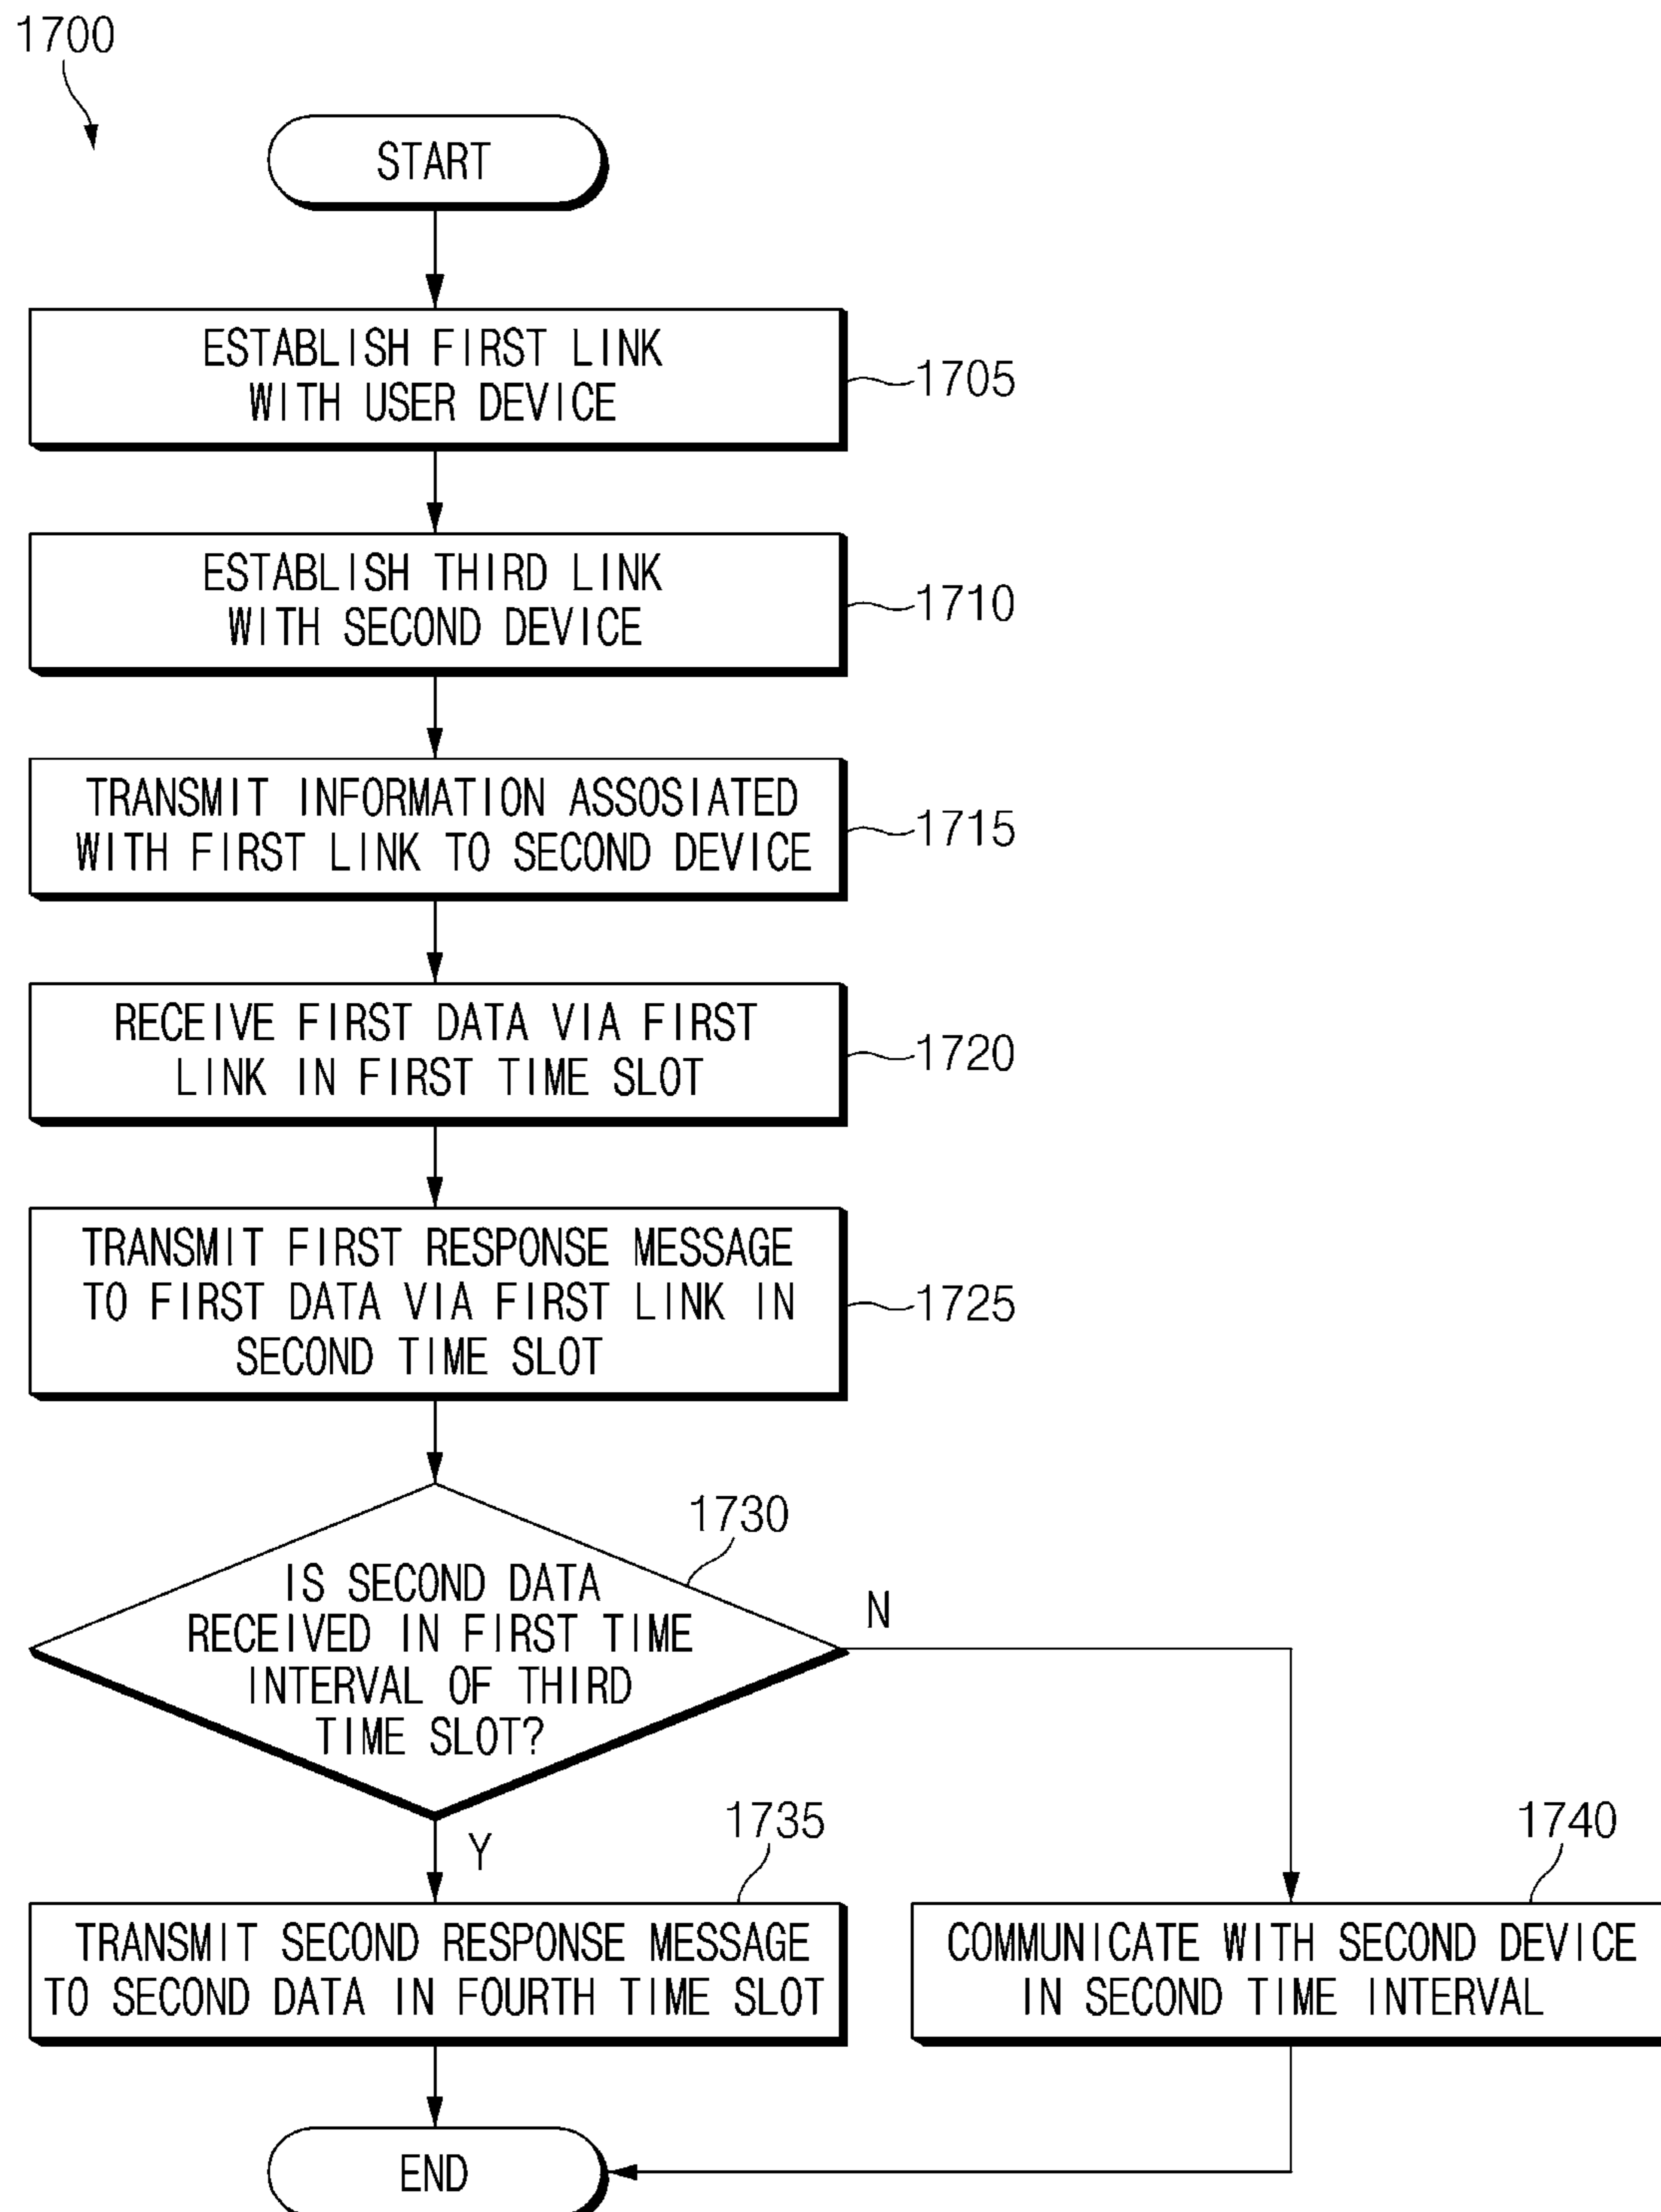 1700
START
ESTABLISH FIRST LINK
WITH USER DEVICE
1705
ESTABLISH THIRD LINK
WITH SECOND DEVICE
1710
TRANSMIT INFORMATION ASSOSIATED
WITH FIRST LINK TO SECOND DEVICE
1715
RECEIVE FIRST DATA VIA FIRST
LINK IN FIRST TIME SLOT
1720
TRANSMIT FIRST RESPONSE MESSAGE
TO FIRST DATA VIA FIRST LINK IN
SECOND TIME SLOT
1725
1730
IS SECOND DATA
RECEIVED IN FIRST TIME
INTERVAL OF THIRD
TIME SLOT?
N
Y
1735
TRANSMIT SECOND RESPONSE MESSAGE
TO SECOND DATA IN FOURTH TIME SLOT
1740
COMMUNICATE WITH SECOND DEVICE
IN SECOND TIME INTERVAL
END